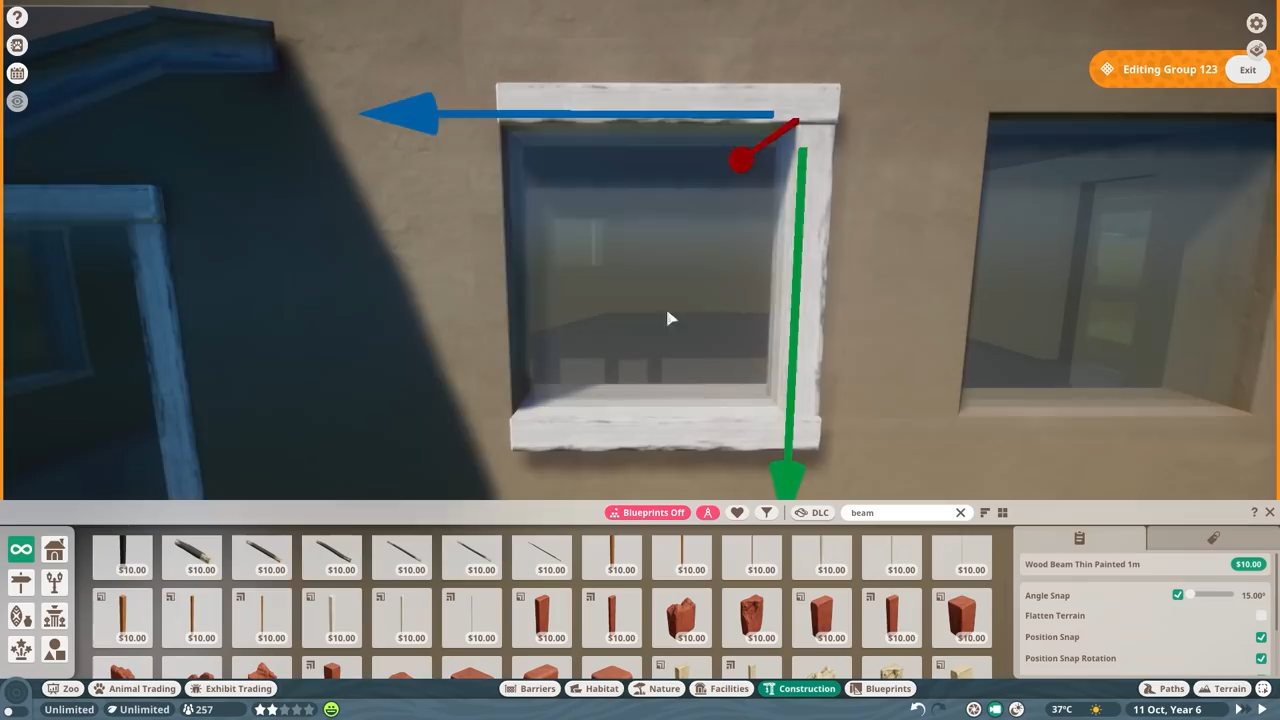 Editing Group 123
Exit
Blueprints Off
DLC
beam
?
?
$10.00 $10.00 $10.00 $10.00 $10.00 $10.00 $10.00 $10.00 $10.00 $10.00 $10.00 $10.00 $10.00
$10.00 $10.00 $10.00 $10.00 $10.00 $10.00 $10.00 $10.00 $10.00 $10.00 $10.00 $10.00 $10.00
Wood Beam Thin Painted 1m
$10.00
Angle Snap
15.00°
Flatten Terrain
Position Snap
Position Snap Rotation
Zoo
Animal Trading
Exhibit Trading
Barriers
Habitat
Nature
Facilities
Construction
Blueprints
Paths
Terrain
Unlimited
Unlimited
257
37°C
11 Oct, Year 6